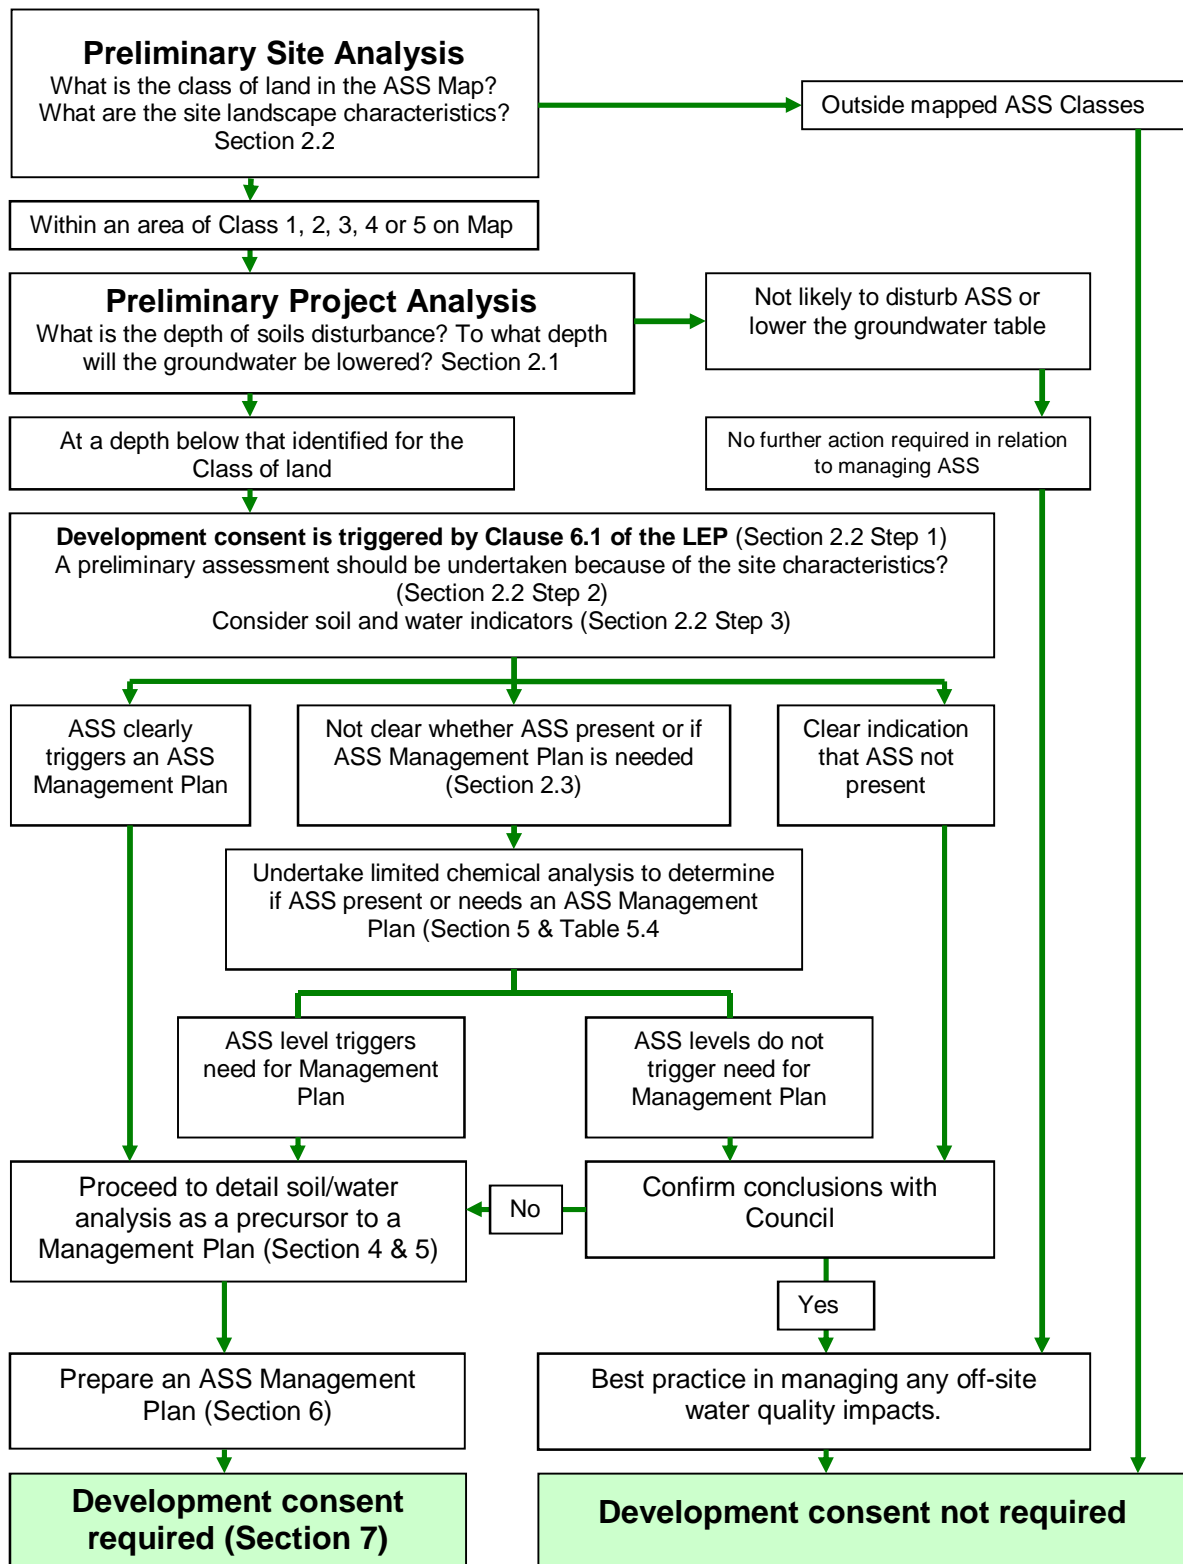 Preliminary Site Analysis
What is the class of land in the ASS Map?
What are the site landscape characteristics?
Section 2.2
Outside mapped ASS Classes
Within an area of Class 1, 2, 3, 4 or 5 on Map
Preliminary Project Analysis
What is the depth of soils disturbance? To what depth
will the groundwater be lowered? Section 2.1
Not likely to disturb ASS or
lower the groundwater table
At a depth below that identified for the
Class of land
No further action required in relation
to managing ASS
Development consent is triggered by Clause 6.1 of the LEP (Section 2.2 Step 1)
A preliminary assessment should be undertaken because of the site characteristics?
(Section 2.2 Step 2)
Consider soil and water indicators (Section 2.2 Step 3)
ASS clearly
triggers an ASS
Management Plan
Not clear whether ASS present or if
ASS Management Plan is needed
(Section 2.3)
Clear indication
that ASS not
present
Undertake limited chemical analysis to determine
if ASS present or needs an ASS Management
Plan (Section 5 & Table 5.4
ASS level triggers
need for Management
Plan
ASS levels do not
trigger need for
Management Plan
Proceed to detail soil/water
analysis as a precursor to a
Management Plan (Section 4 & 5)
No
Confirm conclusions with
Council
Yes
Prepare an ASS Management
Plan (Section 6)
Best practice in managing any off-site
water quality impacts.
Development consent
required (Section 7)
Development consent not required